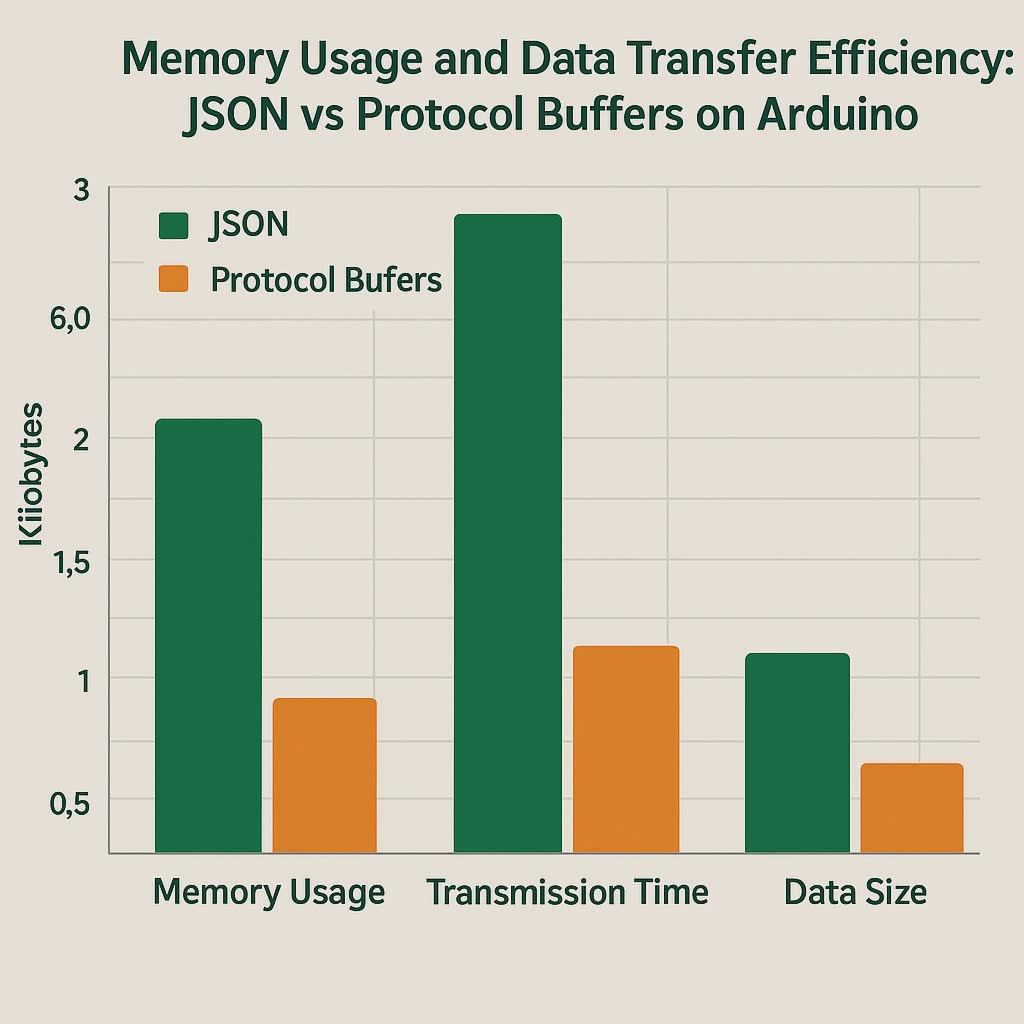 Memory Usage and Data Transfer Efficiency:
JSON vs Protocol Buffers on Arduino
3
JSON
Protocol Bufers
6,0
2
Kiiobytes
1,5
1
0,5
Memory Usage
Transmission Time
Data Size